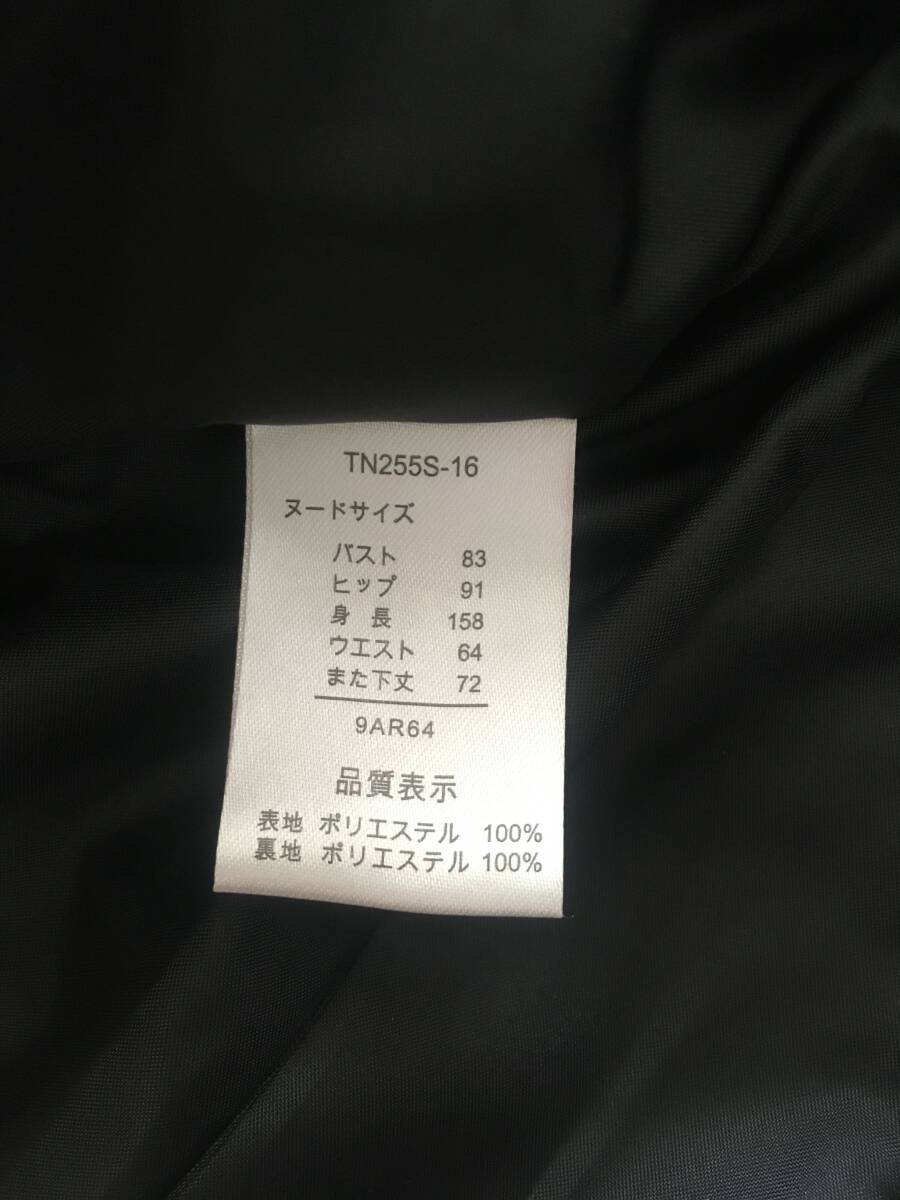 TN255S-16
ヌードサイズ
バスト 83
ヒップ 91
身長 158
ウエスト 64
また下丈 72
9AR64
品質表示
表地 ポリエステル 100%
裏地 ポリエステル 100%